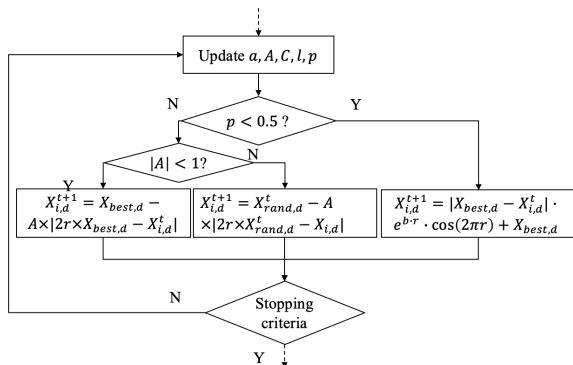 Update a, A, C, l, p
N
Y
p < 0.5 ?
|A| < 1?
N
Y
X_{i,d}^{t+1} = X_{best,d} −
A×|2r×X_{best,d} − X_{i,d}^{t}|
X_{i,d}^{t+1} = X_{rand,d}^{t} − A
×|2r×X_{rand,d}^{t} − X_{i,d}|
X_{i,d}^{t+1} = |X_{best,d} − X_{i,d}^{t}| ·
e^{b·r} · cos(2πr) + X_{best,d}
N
Stopping
criteria
Y